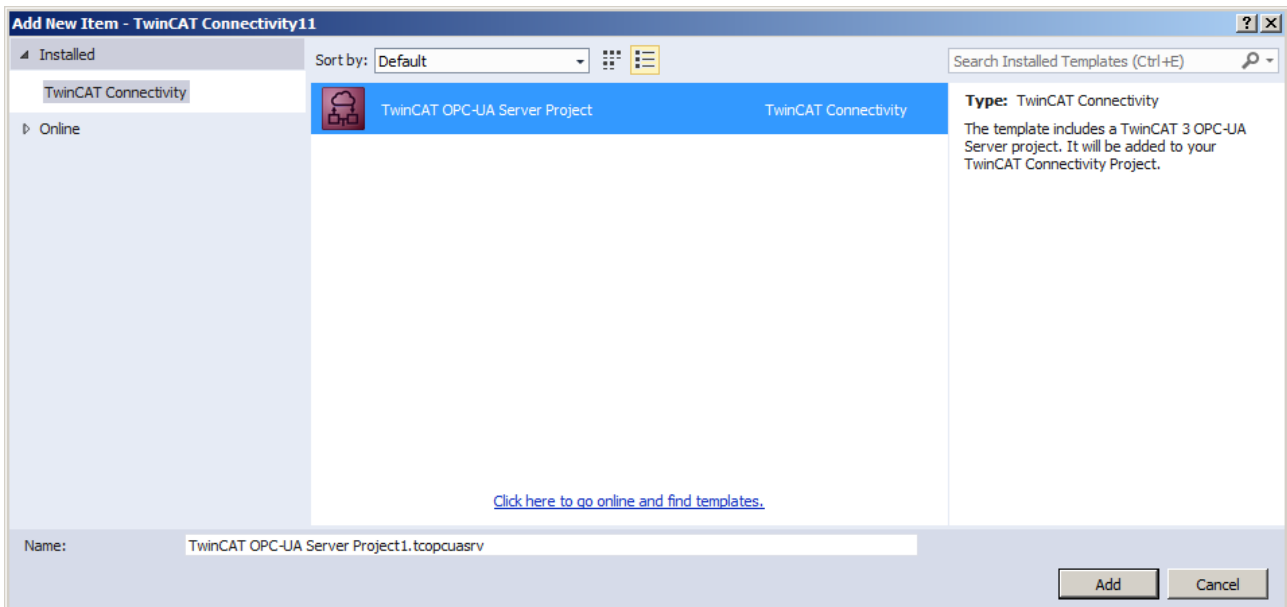 Add New Item - TwinCAT Connectivity11
Installed
Sort by: Default
Search Installed Templates (Ctrl+E)
TwinCAT Connectivity
Online
TwinCAT OPC-UA Server Project TwinCAT Connectivity
Type: TwinCAT Connectivity
The template includes a TwinCAT 3 OPC-UA
Server project. It will be added to your
TwinCAT Connectivity Project.
Click here to go online and find templates.
Name: TwinCAT OPC-UA Server Project1.tcopcuasrv
Add Cancel